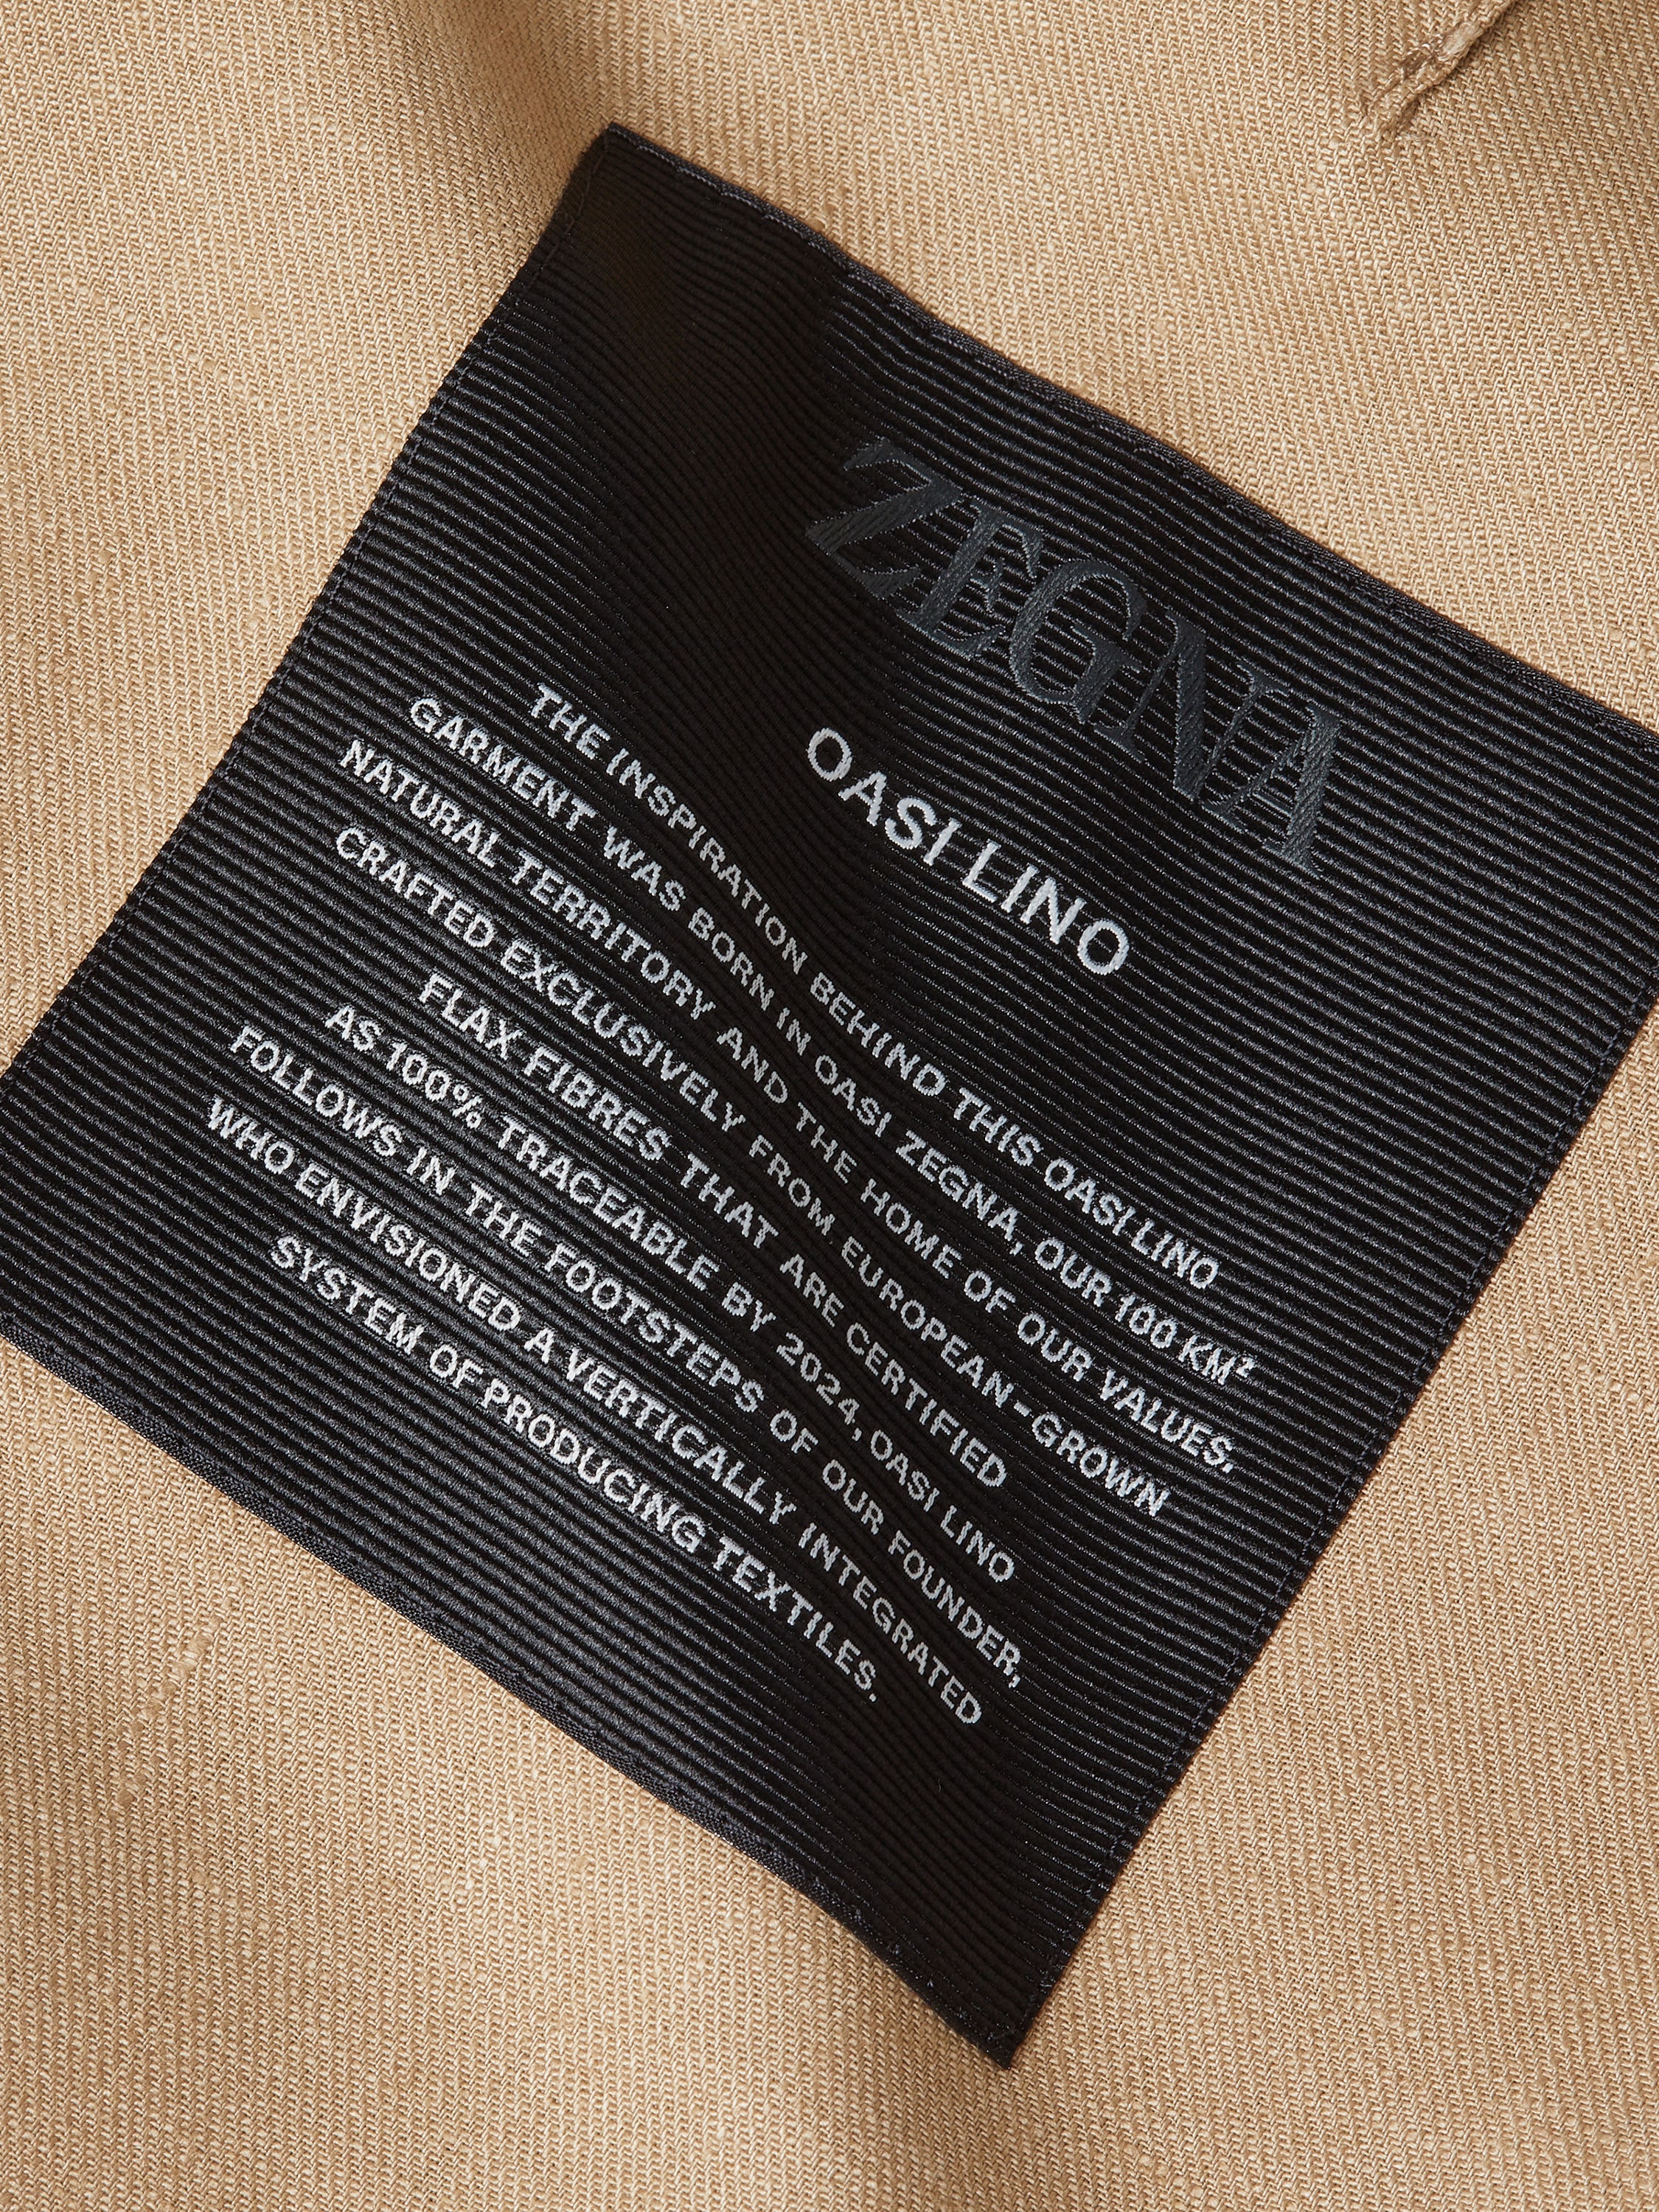 ZEGNA
OASI LINO
THE INSPIRATION BEHIND THIS OASI LINO
GARMENT WAS BORN IN OASI ZEGNA, OUR 100 KM²
NATURAL TERRITORY AND THE HOME OF OUR VALUES.
CRAFTED EXCLUSIVELY FROM EUROPEAN-GROWN
FLAX FIBRES THAT ARE CERTIFIED
AS 100% TRACEABLE BY 2024, OASI LINO
FOLLOWS IN THE FOOTSTEPS OF OUR FOUNDER,
WHO ENVISIONED A VERTICALLY INTEGRATED
SYSTEM OF PRODUCING TEXTILES.